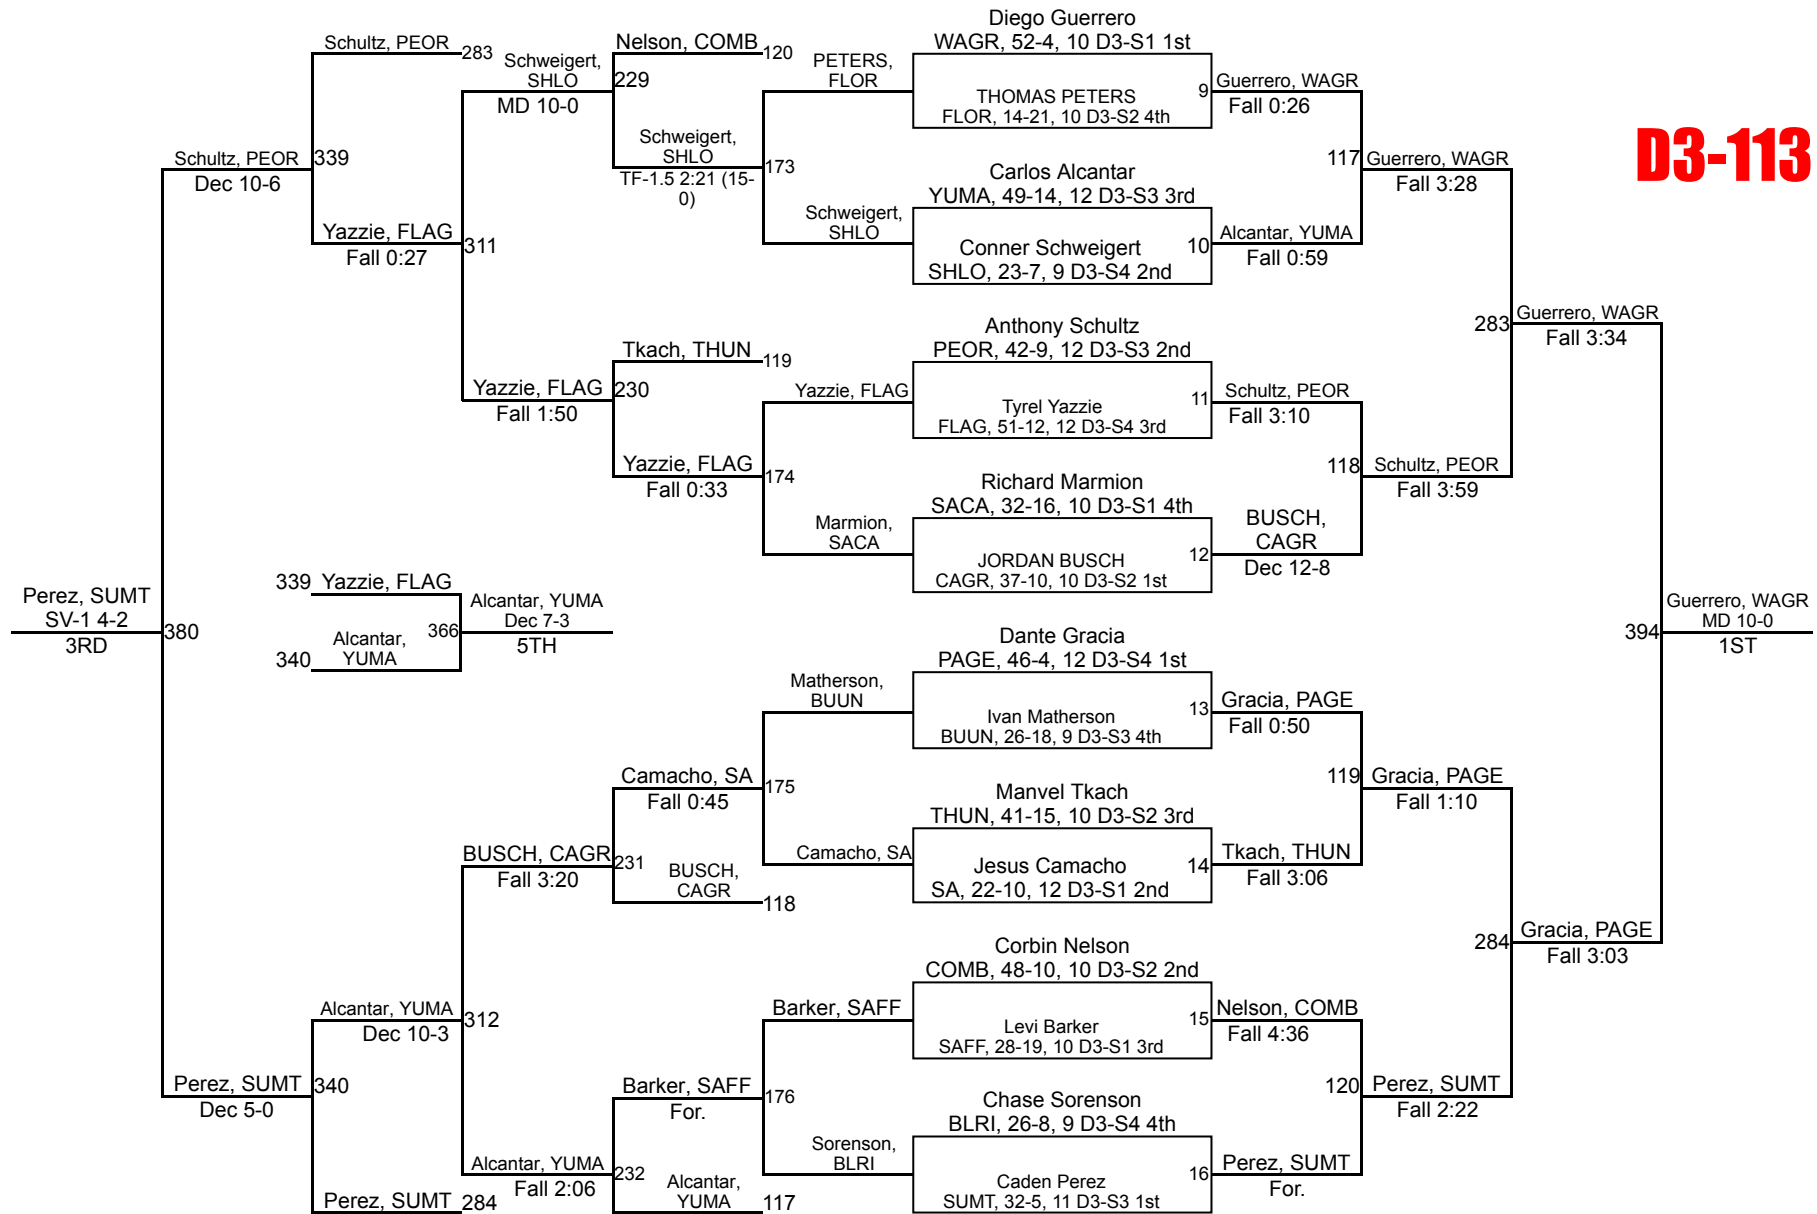 D3-113
Diego Guerrero
WAGR, 52-4, 10 D3-S1 1st
THOMAS PETERS
FLOR, 14-21, 10 D3-S2 4th
9
Carlos Alcantar
YUMA, 49-14, 12 D3-S3 3rd
Conner Schweigert
SHLO, 23-7, 9 D3-S4 2nd
10
Anthony Schultz
PEOR, 42-9, 12 D3-S3 2nd
Tyrel Yazzie
FLAG, 51-12, 12 D3-S4 3rd
11
Richard Marmion
SACA, 32-16, 10 D3-S1 4th
JORDAN BUSCH
CAGR, 37-10, 10 D3-S2 1st
12
Dante Gracia
PAGE, 46-4, 12 D3-S4 1st
Ivan Matherson
BUUN, 26-18, 9 D3-S3 4th
13
Manvel Tkach
THUN, 41-15, 10 D3-S2 3rd
Jesus Camacho
SA, 22-10, 12 D3-S1 2nd
14
Corbin Nelson
COMB, 48-10, 10 D3-S2 2nd
Levi Barker
SAFF, 28-19, 10 D3-S1 3rd
15
Chase Sorenson
BLRI, 26-8, 9 D3-S4 4th
Caden Perez
SUMT, 32-5, 11 D3-S3 1st
16
Guerrero, WAGR
Fall 0:26
Alcantar, YUMA
Fall 0:59
Schultz, PEOR
Fall 3:10
BUSCH,
CAGR
Dec 12-8
Gracia, PAGE
Fall 0:50
Tkach, THUN
Fall 3:06
Nelson, COMB
Fall 4:36
Perez, SUMT
For.
117
Guerrero, WAGR
Fall 3:28
118
Schultz, PEOR
Fall 3:59
119
Gracia, PAGE
Fall 1:10
120
Perez, SUMT
Fall 2:22
283
Guerrero, WAGR
Fall 3:34
284
Gracia, PAGE
Fall 3:03
394
Guerrero, WAGR
MD 10-0
1ST
PETERS,
FLOR
Schweigert,
SHLO
Yazzie, FLAG
Marmion,
SACA
Matherson,
BUUN
Camacho, SA
Barker, SAFF
Sorenson,
BLRI
Nelson, COMB
120
Schweigert,
SHLO
TF-1.5 2:21 (15-
0)
173
Tkach, THUN
119
Yazzie, FLAG
Fall 0:33
174
Camacho, SA
Fall 0:45
175
BUSCH,
CAGR
118
Barker, SAFF
For.
176
Alcantar,
YUMA
117
Schweigert,
SHLO
MD 10-0
229
Yazzie, FLAG
Fall 1:50
230
BUSCH, CAGR
Fall 3:20
231
Alcantar, YUMA
Fall 2:06
232
Schultz, PEOR
283
Yazzie, FLAG
Fall 0:27
311
Alcantar, YUMA
Dec 10-3
312
Perez, SUMT
284
Schultz, PEOR
Dec 10-6
339
Perez, SUMT
Dec 5-0
340
Perez, SUMT
SV-1 4-2
3RD
380
339
Yazzie, FLAG
340
Alcantar,
YUMA
366
Alcantar, YUMA
Dec 7-3
5TH